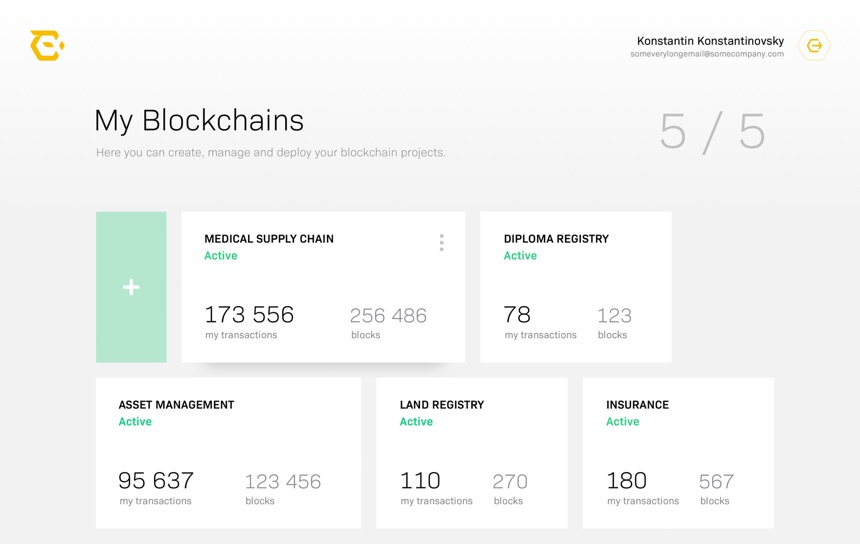 Konstantin Konstantinovsky
someverylongemail@somecompany.com
My Blockchains
5 / 5
Here you can create, manage and deploy your blockchain projects.
+
MEDICAL SUPPLY CHAIN
Active
173 556
256 486
my transactions
blocks
DIPLOMA REGISTRY
Active
78
123
my transactions
blocks
ASSET MANAGEMENT
Active
95 637
123 456
my transactions
blocks
LAND REGISTRY
Active
110
270
my transactions
blocks
INSURANCE
Active
180
567
my transactions
blocks